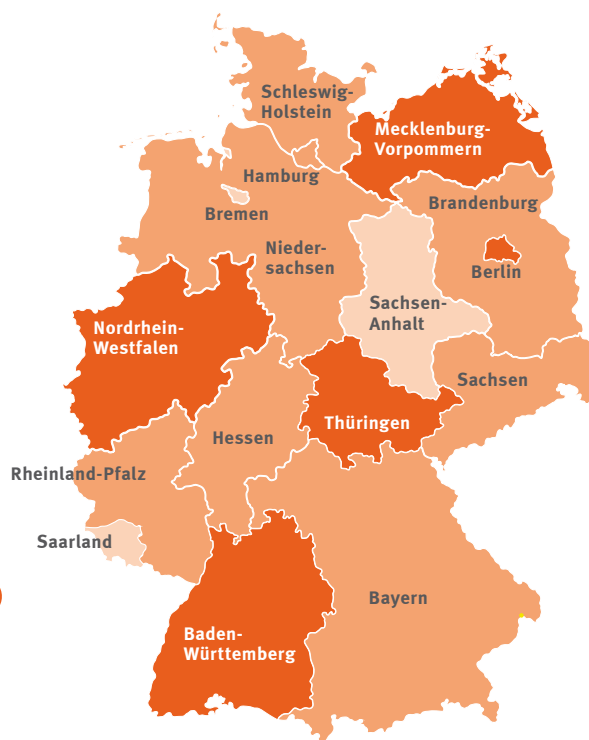 Schleswig-
Holstein
Mecklenburg-
Vorpommern
Hamburg
Brandenburg
Bremen
Nieder-
sachsen
Berlin
Sachsen-
Anhalt
Nordrhein-
Westfalen
Sachsen
Thüringen
Hessen
Rheinland-Pfalz
Saarland
Bayern
Baden-
Württemberg